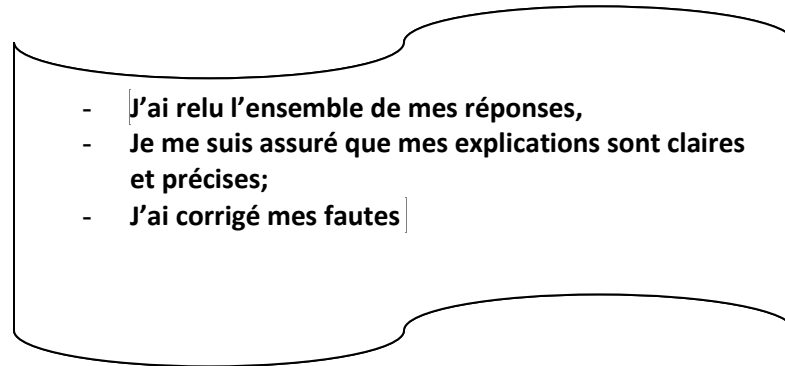 - J’ai relu l’ensemble de mes réponses,
- Je me suis assuré que mes explications sont claires
et précises;
- J’ai corrigé mes fautes